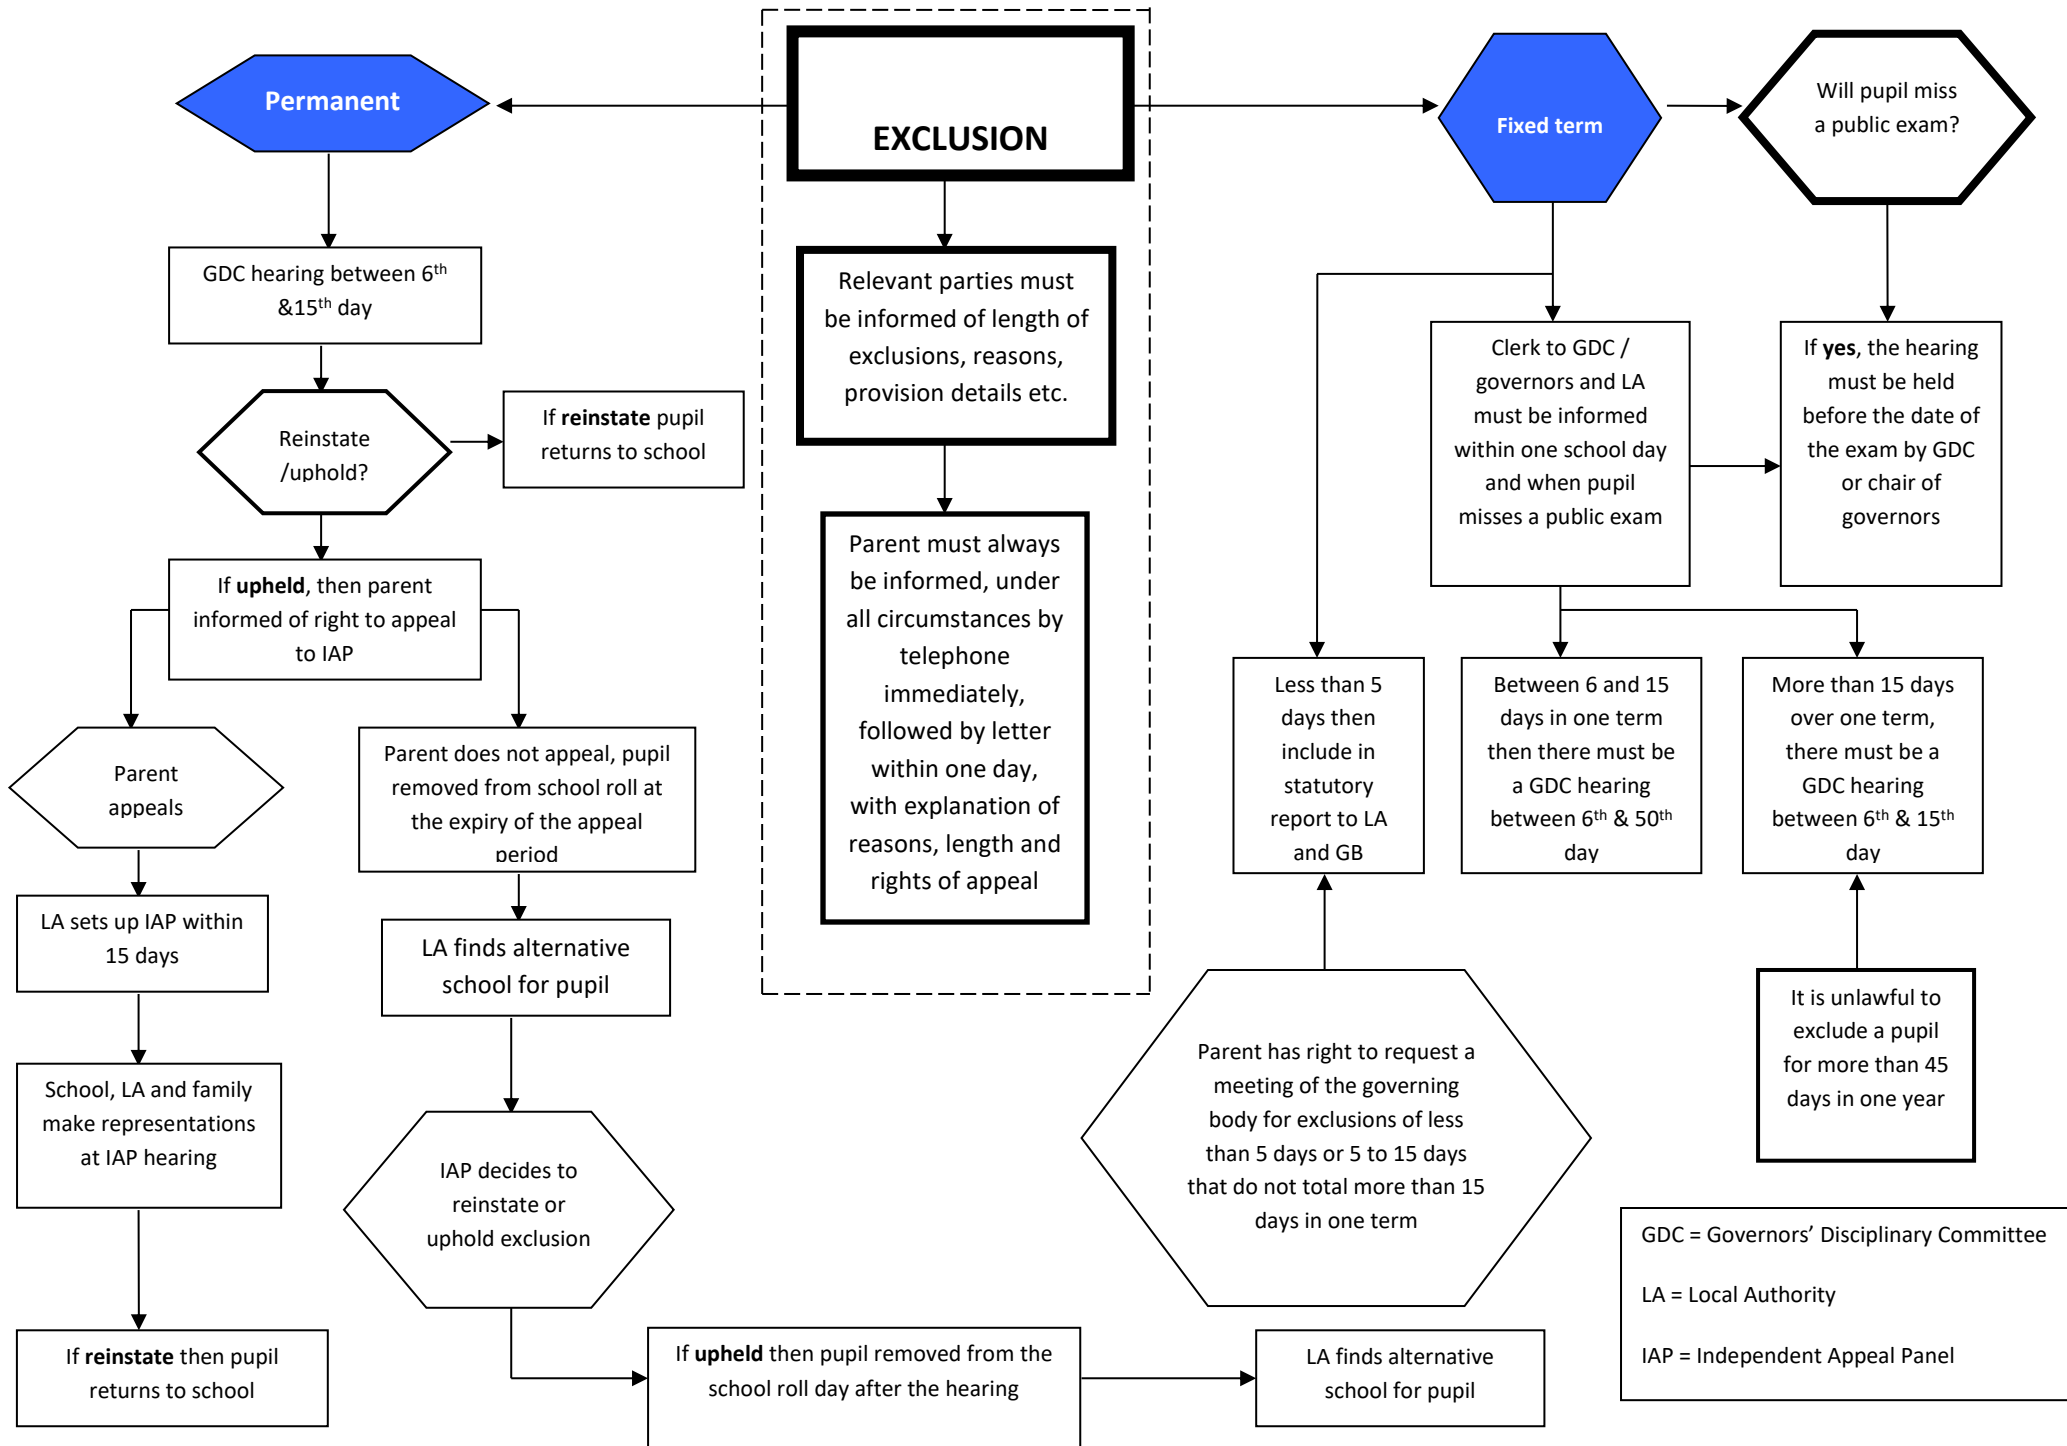 EXCLUSION
Permanent
Fixed term
Will pupil miss
a public exam?
GDC hearing between 6th
&15th day
Reinstate
/uphold?
If reinstate pupil
returns to school
If upheld, then parent
informed of right to appeal
to IAP
Parent
appeals
Parent does not appeal, pupil
removed from school roll at
the expiry of the appeal
period
LA sets up IAP within
15 days
LA finds alternative
school for pupil
School, LA and family
make representations
at IAP hearing
IAP decides to
reinstate or
uphold exclusion
If reinstate then pupil
returns to school
If upheld then pupil removed from the
school roll day after the hearing
LA finds alternative
school for pupil
Relevant parties must
be informed of length of
exclusions, reasons,
provision details etc.
Parent must always
be informed, under
all circumstances by
telephone
immediately,
followed by letter
within one day,
with explanation of
reasons, length and
rights of appeal
Clerk to GDC /
governors and LA
must be informed
within one school day
and when pupil
misses a public exam
If yes, the hearing
must be held
before the date of
the exam by GDC
or chair of
governors
Less than 5
days then
include in
statutory
report to LA
and GB
Between 6 and 15
days in one term
then there must be
a GDC hearing
between 6th & 50th
day
More than 15 days
over one term,
there must be a
GDC hearing
between 6th & 15th
day
Parent has right to request a
meeting of the governing
body for exclusions of less
than 5 days or 5 to 15 days
that do not total more than 15
days in one term
It is unlawful to
exclude a pupil
for more than 45
days in one year
GDC = Governors’ Disciplinary Committee
LA = Local Authority
IAP = Independent Appeal Panel